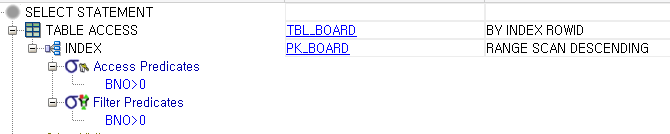 SELECT STATEMENT
TABLE ACCESS TBL_BOARD BY INDEX ROWID
INDEX PK_BOARD RANGE SCAN DESCENDING
Access Predicates
BNO>0
Filter Predicates
BNO>0